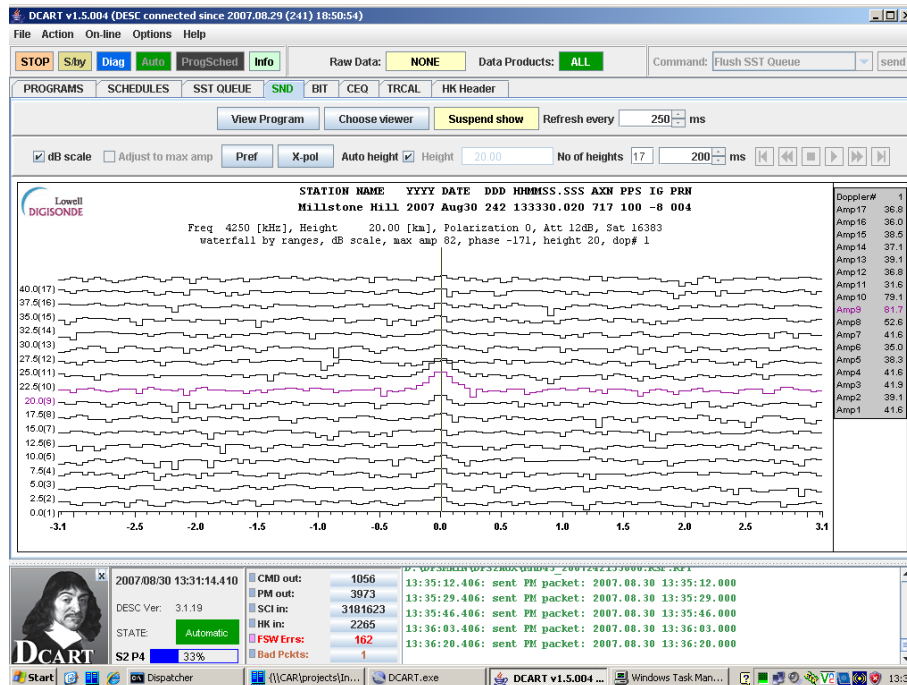 DCART v1.5.004 (DESC connected since 2007.08.29 (241) 18:50:54)
File Action On-line Options Help
STOP S/by Diag Auto ProgSched Info Raw Data: NONE Data Products: ALL Command: Flush SST Queue send
PROGRAMS SCHEDULES SST QUEUE SND BIT CEQ TRCAL HK Header
View Program Choose viewer Suspend show Refresh every 250 ms
dB scale Adjust to max amp Pref X-pol Auto height Height 20.00 No of heights 17 200 ms
Lowell
DIGISONDE
STATION NAME YYYY DATE DDD HHMMSS.SSS AXN PPS IG PRN
Millstone Hill 2007 Aug30 242 133330.020 717 100 -8 004
Freq 4250 [kHz], Height 20.00 [km], Polarization 0, Att 12dB, Sat 16383
waterfall by ranges, dB scale, max amp 82, phase -171, height 20, dop# 1
40.0(17)
37.5(16)
35.0(15)
32.5(14)
30.0(13)
27.5(12)
25.0(11)
22.5(10)
20.0(9)
17.5(8)
15.0(7)
12.5(6)
10.0(5)
7.5(4)
5.0(3)
2.5(2)
0.0(1)
-3.1 -2.5 -2.0 -1.5 -1.0 -0.5 0.0 0.5 1.0 1.5 2.0 2.5 3.1
Doppler# 1
Amp17 36.8
Amp16 36.0
Amp15 38.5
Amp14 37.1
Amp13 39.1
Amp12 36.8
Amp11 31.6
Amp10 79.1
Amp9 81.7
Amp8 52.6
Amp7 41.6
Amp6 35.0
Amp5 38.3
Amp4 41.6
Amp3 41.9
Amp2 39.1
Amp1 41.6
DCART
2007/08/30 13:31:14.410
DESC Ver: 3.1.19
STATE: Automatic
S2 P4 33%
CMD out: 1056
PM out: 3973
SCI in: 3181623
HK in: 2265
FSW Errs: 162
Bad Pckts: 1
13:35:12.406: sent PM packet: 2007.08.30 13:35:12.000
13:35:29.406: sent PM packet: 2007.08.30 13:35:29.000
13:35:46.406: sent PM packet: 2007.08.30 13:35:46.000
13:36:03.406: sent PM packet: 2007.08.30 13:36:03.000
13:36:20.406: sent PM packet: 2007.08.30 13:36:20.000
Start Dispatcher {\\CAR\projects\In... DCART.exe DCART v1.5.004 ... Windows Task Man...